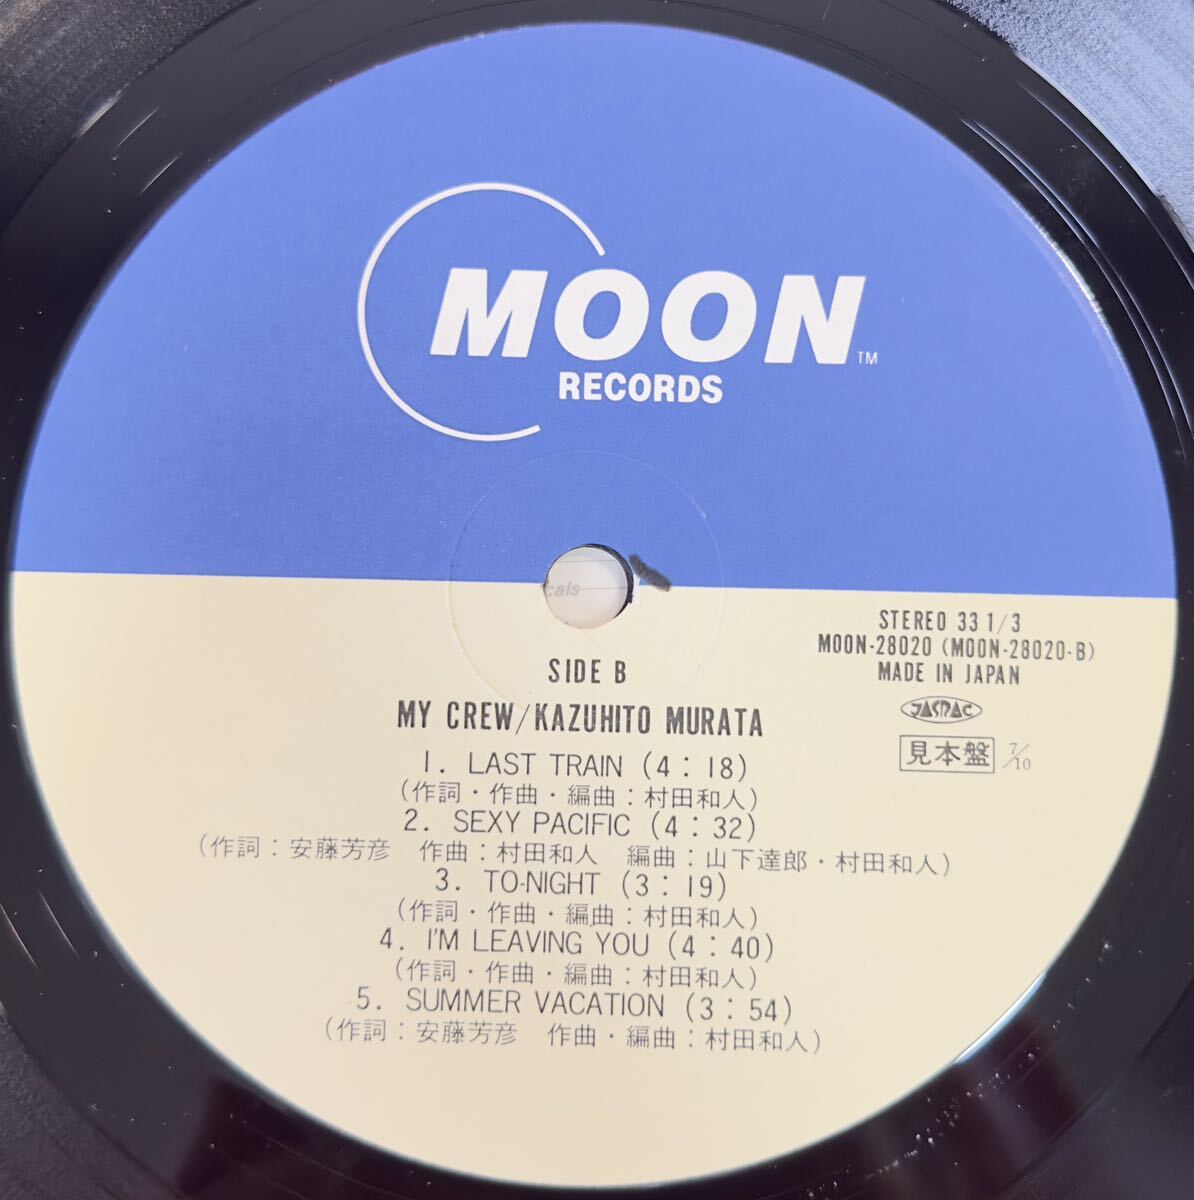 MOON™
RECORDS
cals
STEREO 33 1/3
MOON-28020 (MOON-28020-B)
MADE IN JAPAN
JASRAC
見本盤 7/10
SIDE B
MY CREW/KAZUHITO MURATA
1. LAST TRAIN (4:18)
(作詞・作曲・編曲:村田和人)
2. SEXY PACIFIC (4:32)
(作詞:安藤芳彦 作曲:村田和人 編曲:山下達郎・村田和人)
3. TO-NIGHT (3:19)
(作詞・作曲・編曲:村田和人)
4. I'M LEAVING YOU (4:40)
(作詞・作曲・編曲:村田和人)
5. SUMMER VACATION (3:54)
(作詞:安藤芳彦 作曲・編曲:村田和人)